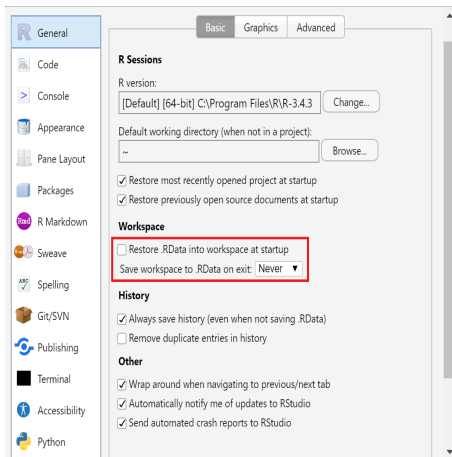 General
Code
Console
Appearance
Pane Layout
Packages
Rmd R Markdown
Sweave
ABC Spelling
Git/SVN
Publishing
Terminal
Accessibility
Python
Basic Graphics Advanced
R Sessions
R version:
[Default] [64-bit] C:\Program Files\R\R-3.4.3 Change...
Default working directory (when not in a project):
~ Browse...
Restore most recently opened project at startup
Restore previously open source documents at startup
Workspace
Restore .RData into workspace at startup
Save workspace to .RData on exit: Never
History
Always save history (even when not saving .RData)
Remove duplicate entries in history
Other
Wrap around when navigating to previous/next tab
Automatically notify me of updates to RStudio
Send automated crash reports to RStudio